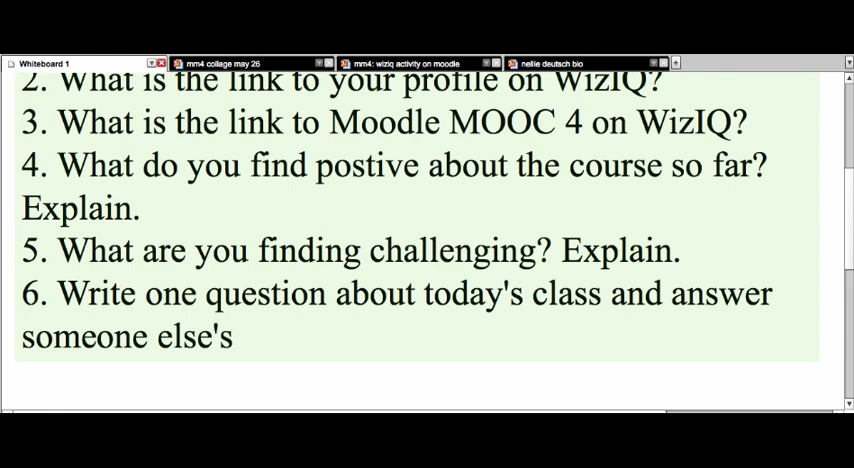 Whiteboard 1
mm4 collage may 26
mm4: wiziq activity on moodle
nellie deutsch bio
2. What is the link to your profile on WizIQ?
3. What is the link to Moodle MOOC 4 on WizIQ?
4. What do you find postive about the course so far?
Explain.
5. What are you finding challenging? Explain.
6. Write one question about today's class and answer
someone else's